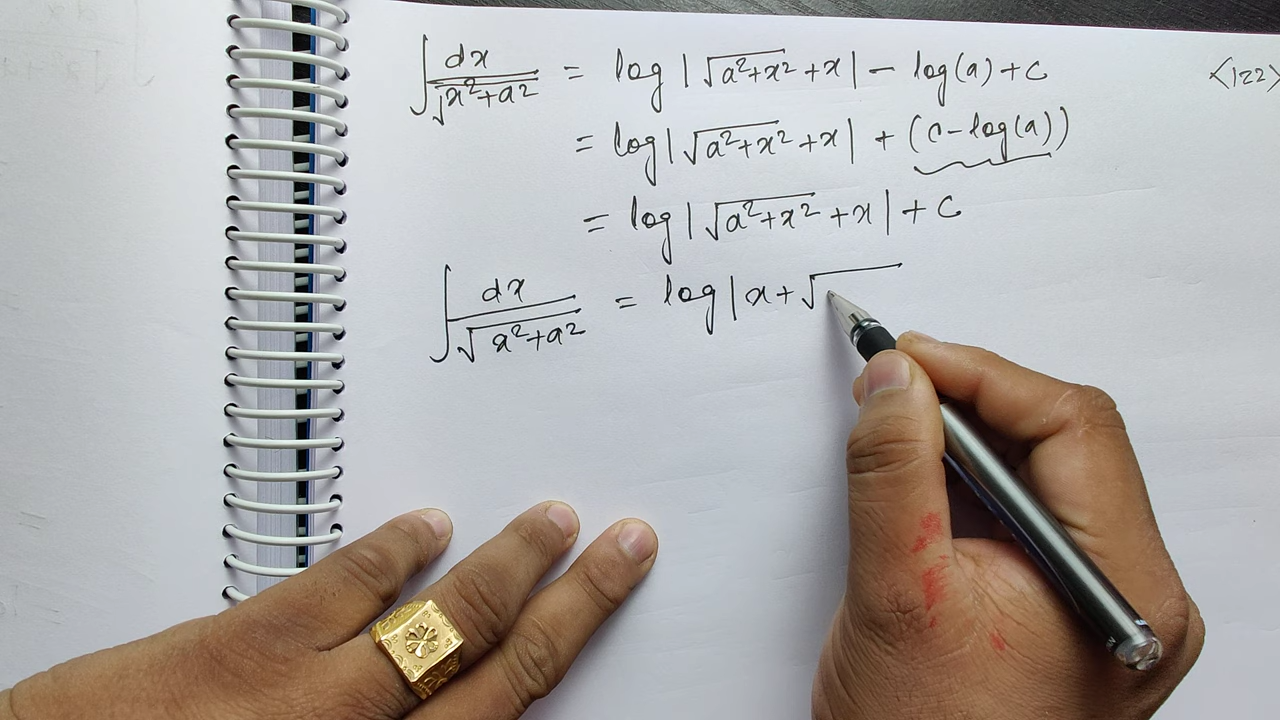 ∫ dx/√(x²+a²) = log|√(a²+x²) + x| - log(a) + c <122>
= log|√(a²+x²) + x| + (c - log(a))
= log|√(a²+x²) + x| + c
∫ dx/√(x²+a²) = log|x + √